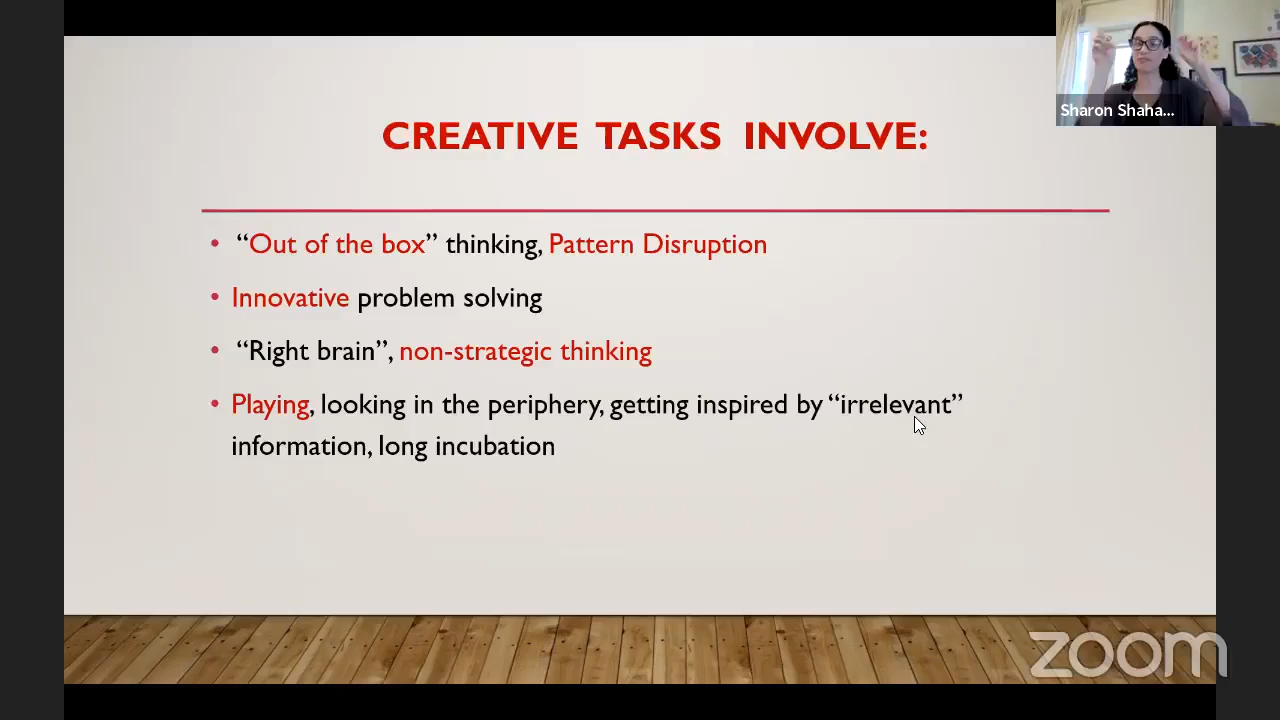 Sharon Shaha...
CREATIVE TASKS INVOLVE:
• “Out of the box” thinking, Pattern Disruption
• Innovative problem solving
• “Right brain”, non-strategic thinking
• Playing, looking in the periphery, getting inspired by “irrelevant”
information, long incubation
zoom